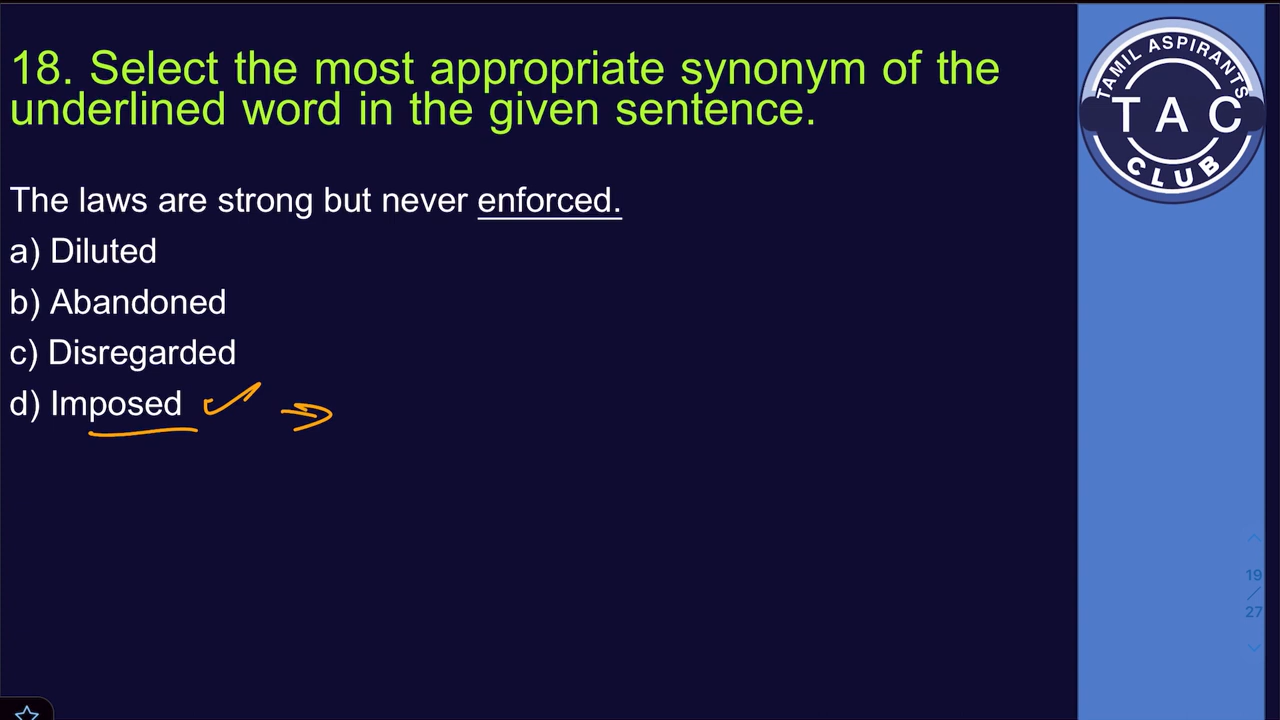 18. Select the most appropriate synonym of the
underlined word in the given sentence.
The laws are strong but never enforced.
a) Diluted
b) Abandoned
c) Disregarded
d) Imposed
TAMIL ASPIRANTS
TAC
CLUB
19
/
27